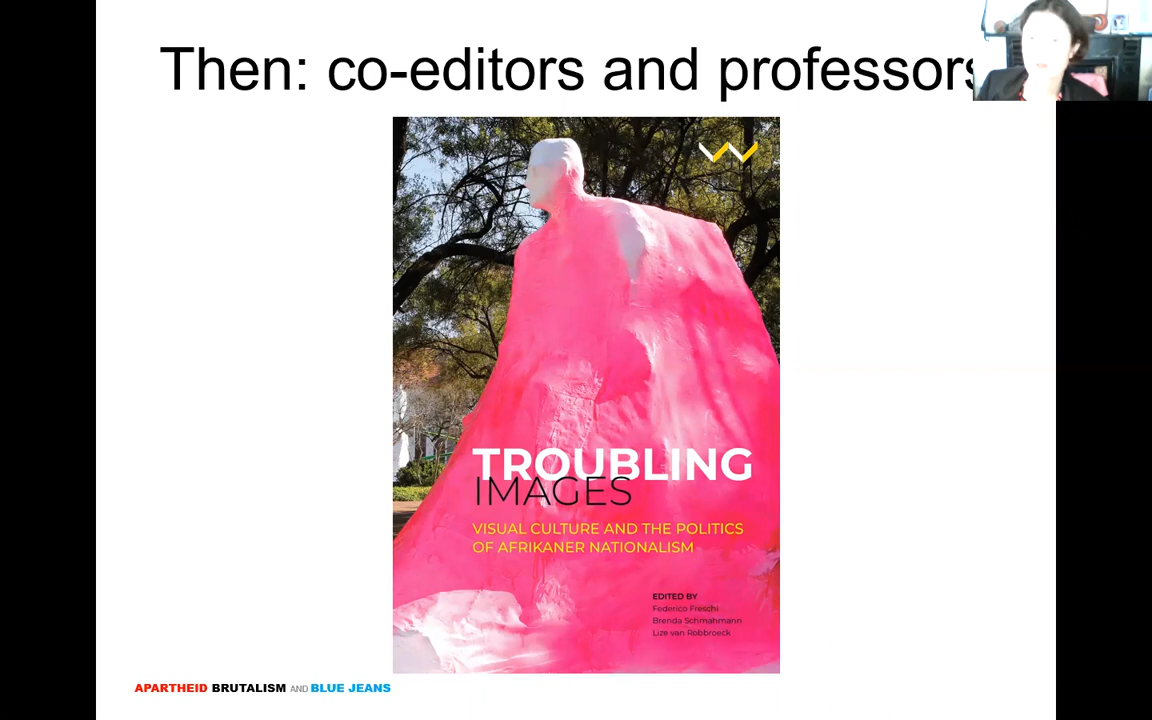 Then: co-editors and professors
TROUBLING
IMAGES
VISUAL CULTURE AND THE POLITICS
OF AFRIKANER NATIONALISM
EDITED BY
Federico Freschi
Brenda Schmahmann
Lize van Robbroeck
APARTHEID BRUTALISM AND BLUE JEANS